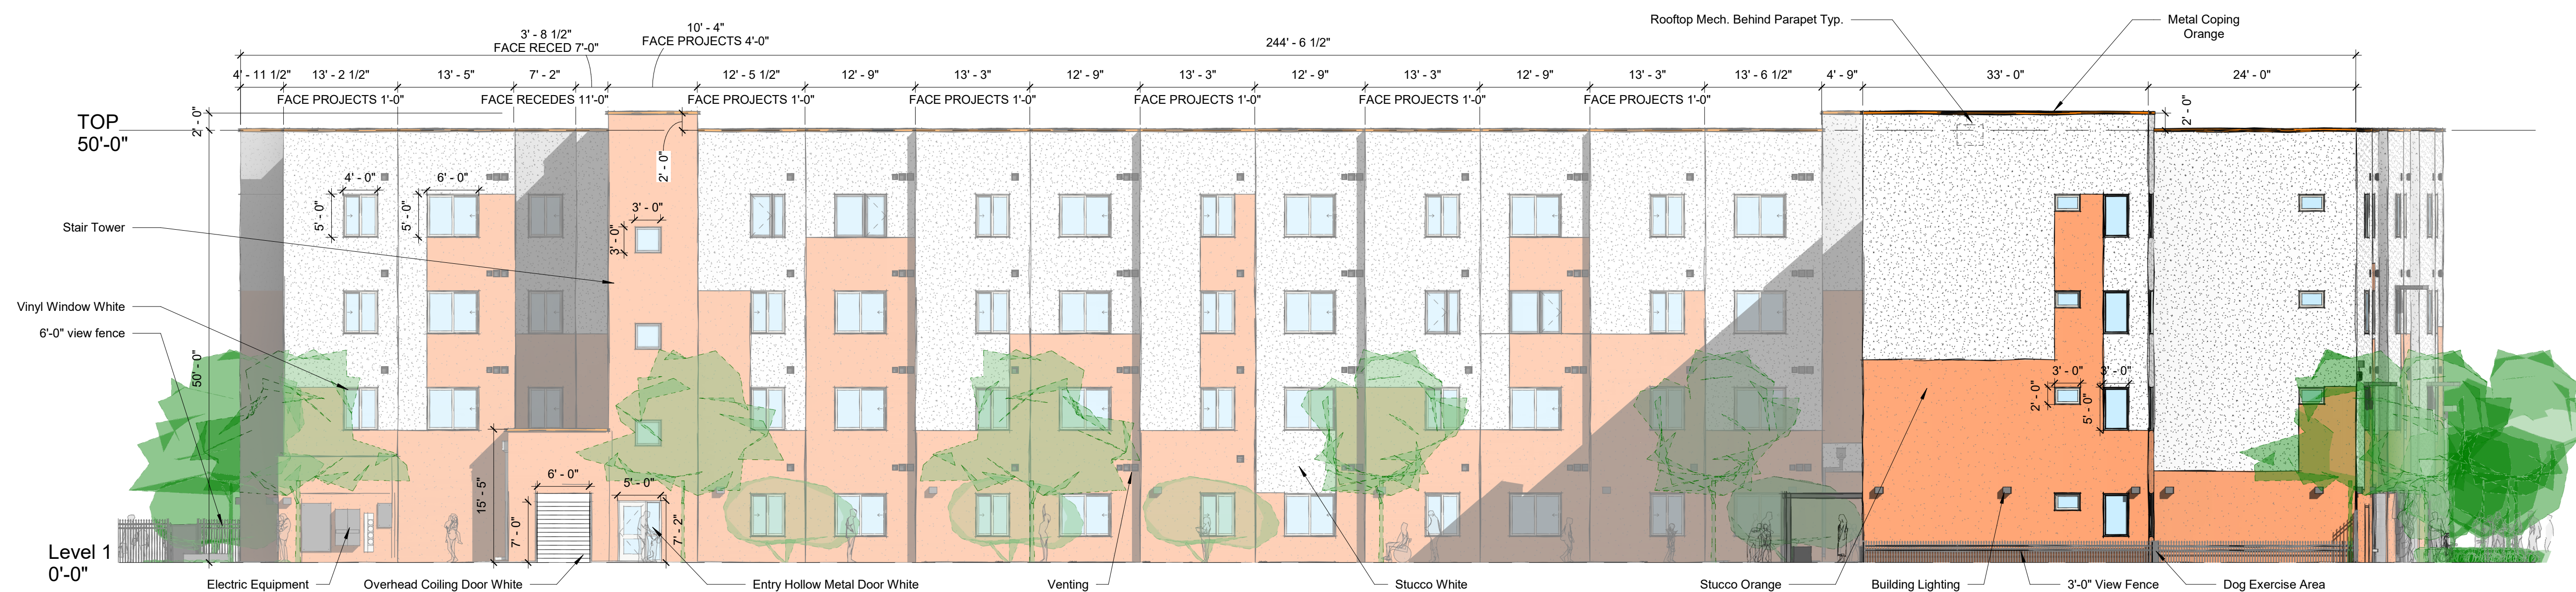 Rooftop Mech. Behind Parapet Typ.
Metal Coping
Orange
3' - 8 1/2"
FACE RECED 7'-0"
10' - 4"
FACE PROJECTS 4'-0"
244' - 6 1/2"
4' - 11 1/2"
13' - 2 1/2"
13' - 5"
7' - 2"
12' - 5 1/2"
12' - 9"
13' - 3"
12' - 9"
13' - 3"
12' - 9"
13' - 3"
12' - 9"
13' - 3"
13' - 6 1/2"
4' - 9"
33' - 0"
24' - 0"
FACE PROJECTS 1'-0"
FACE RECEDES 11'-0"
FACE PROJECTS 1'-0"
FACE PROJECTS 1'-0"
FACE PROJECTS 1'-0"
FACE PROJECTS 1'-0"
FACE PROJECTS 1'-0"
TOP
50'-0"
2' - 0"
2' - 0"
2' - 0"
4' - 0"
6' - 0"
5' - 0"
5' - 0"
3' - 0"
3' - 0"
Stair Tower
Vinyl Window White
6'-0" view fence
50' - 0"
3' - 0"
3' - 0"
2' - 0"
5' - 0"
15' - 5"
6' - 0"
5' - 0"
7' - 0"
7' - 2"
Level 1
0'-0"
Electric Equipment
Overhead Coiling Door White
Entry Hollow Metal Door White
Venting
Stucco White
Stucco Orange
Building Lighting
3'-0" View Fence
Dog Exercise Area